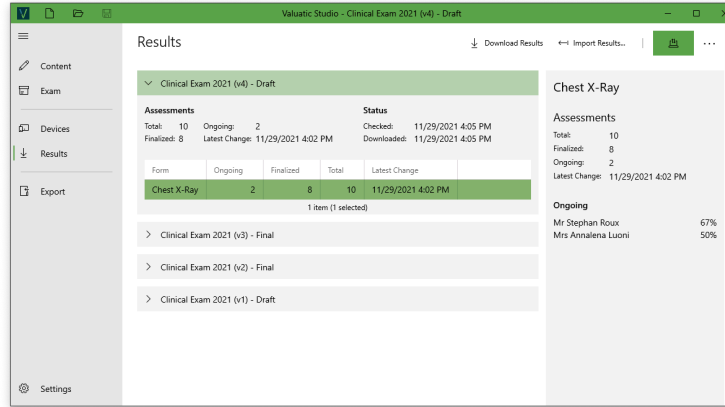 Valuatic Studio - Clinical Exam 2021 (v4) - Draft
Content
Exam
Devices
Results
Export
Settings
Results
Download Results
Import Results...
Clinical Exam 2021 (v4) - Draft
Assessments
Total: 10 Ongoing: 2
Finalized: 8 Latest Change: 11/29/2021 4:02 PM
Status
Checked: 11/29/2021 4:05 PM
Downloaded: 11/29/2021 4:05 PM
Form Ongoing Finalized Total Latest Change
Chest X-Ray 2 8 10 11/29/2021 4:02 PM
1 item (1 selected)
Clinical Exam 2021 (v3) - Final
Clinical Exam 2021 (v2) - Final
Clinical Exam 2021 (v1) - Draft
Chest X-Ray
Assessments
Total: 10
Finalized: 8
Ongoing: 2
Latest Change: 11/29/2021 4:02 PM
Ongoing
Mr Stephan Roux 67%
Mrs Annalena Luoni 50%